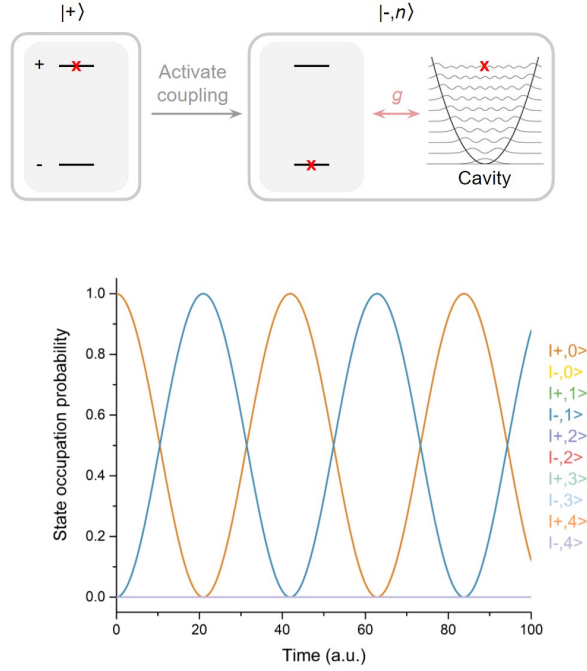 |+⟩
|-,n⟩
+
x
-
Activate
coupling
x
g
x
Cavity
State occupation probability
1.0
0.8
0.6
0.4
0.2
0.0
0
20
40
60
80
100
Time (a.u.)
|+,0>
|-,0>
|+,1>
|-,1>
|+,2>
|-,2>
|+,3>
|-,3>
|+,4>
|-,4>